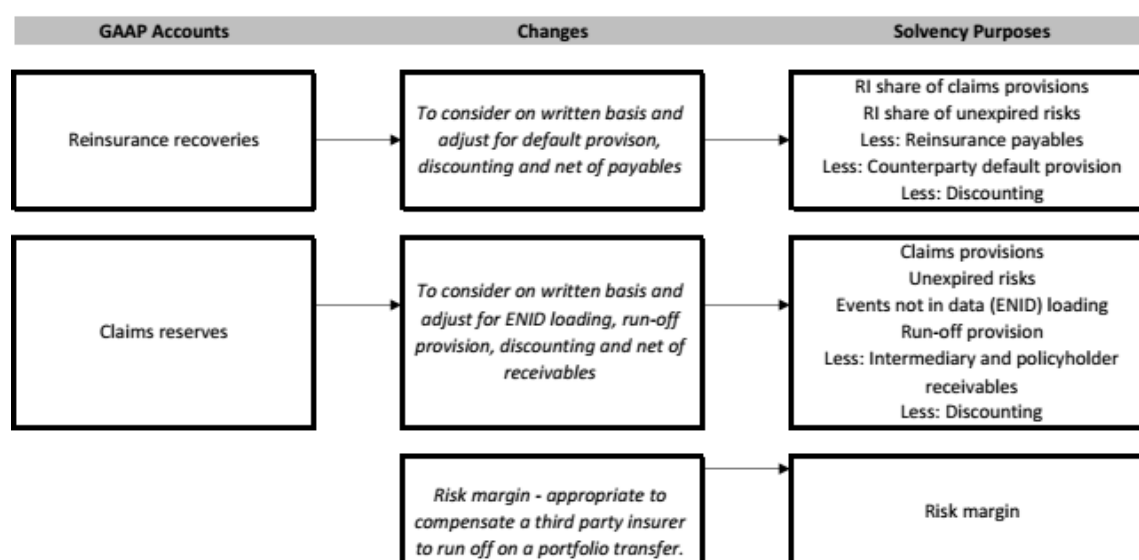 GAAP Accounts
Changes
Solvency Purposes
Reinsurance recoveries
To consider on written basis and
adjust for default provison,
discounting and net of payables
RI share of claims provisions
RI share of unexpired risks
Less: Reinsurance payables
Less: Counterparty default provision
Less: Discounting
Claims reserves
To consider on written basis and
adjust for ENID loading, run-off
provision, discounting and net of
receivables
Claims provisions
Unexpired risks
Events not in data (ENID) loading
Run-off provision
Less: Intermediary and policyholder
receivables
Less: Discounting
Risk margin - appropriate to
compensate a third party insurer
to run off on a portfolio transfer.
Risk margin